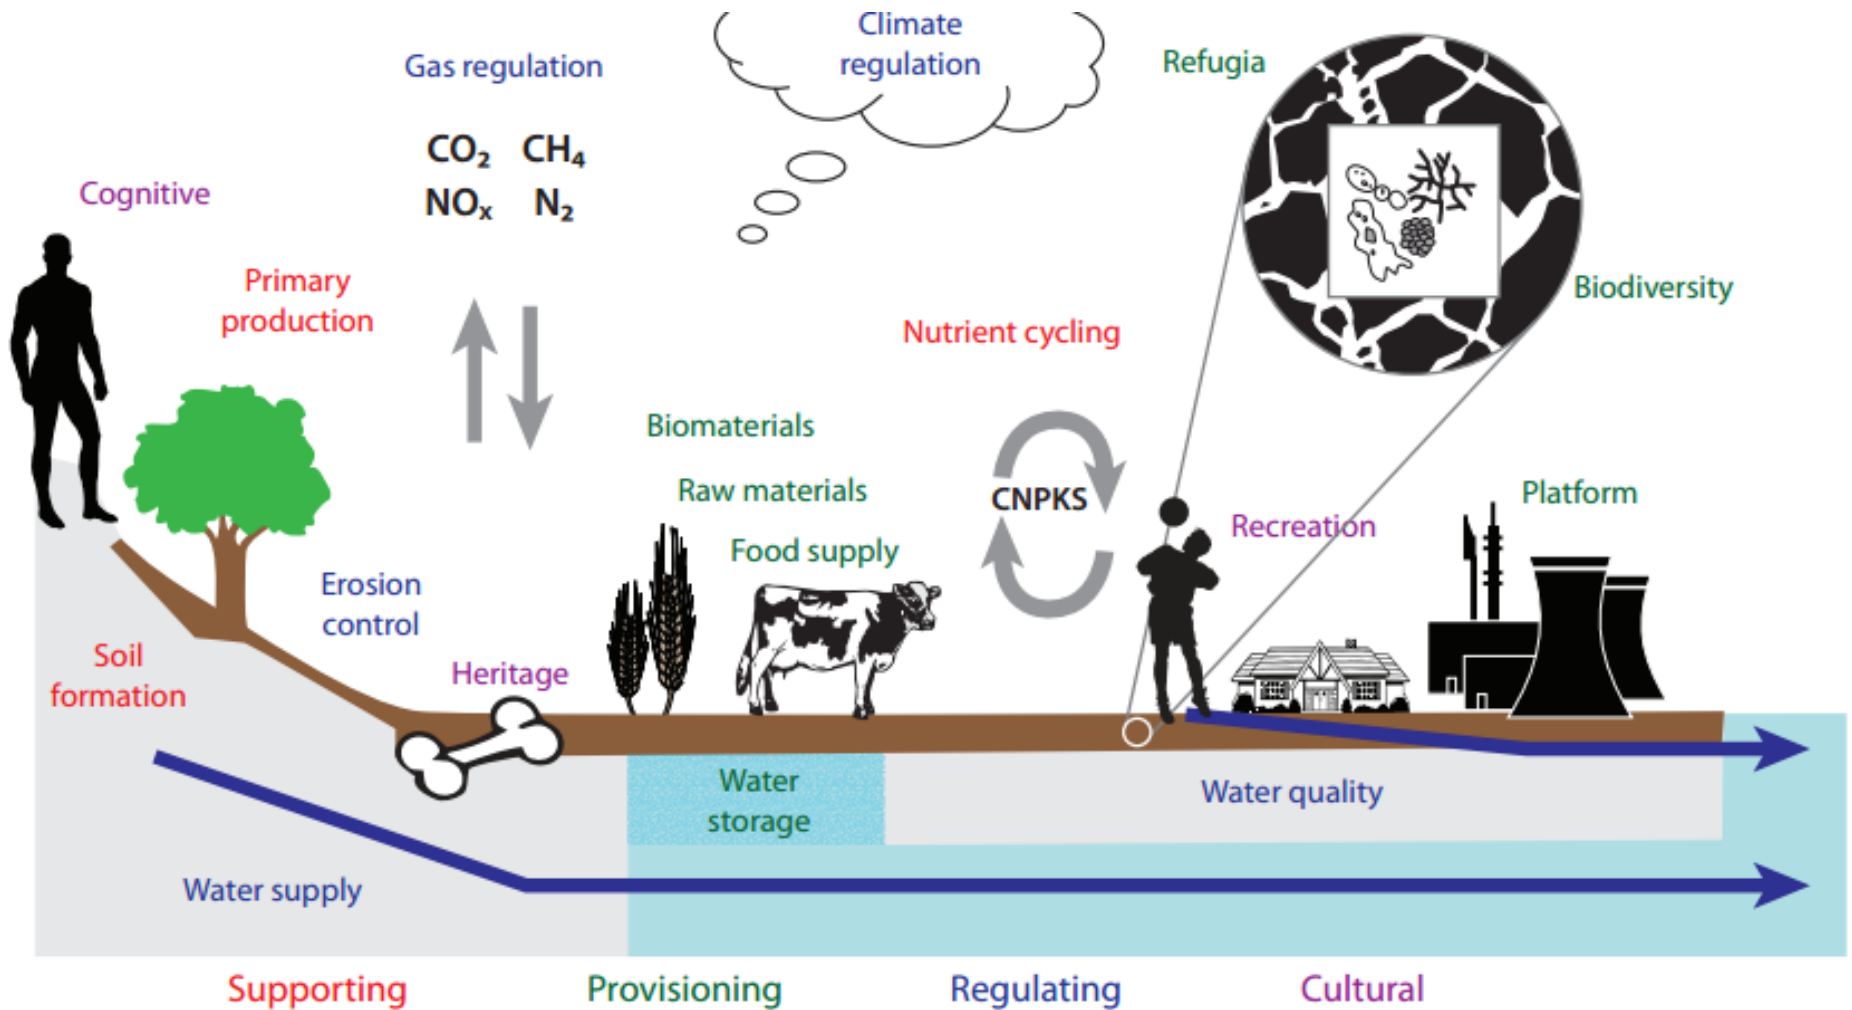 Climate
regulation
Gas regulation
Refugia
CO₂ CH₄
NOₓ N₂
Cognitive
Primary
production
Biodiversity
Nutrient cycling
Biomaterials
Raw materials
CNPKS
Platform
Recreation
Food supply
Erosion
control
Soil
formation
Heritage
Water
storage
Water quality
Water supply
Supporting Provisioning Regulating Cultural